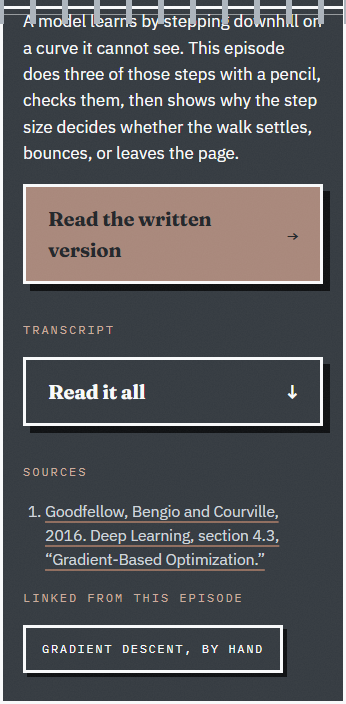 A model learns by stepping downhill on
a curve it cannot see. This episode
does three of those steps with a pencil,
checks them, then shows why the step
size decides whether the walk settles,
bounces, or leaves the page.
Read the written
version →
TRANSCRIPT
Read it all ↓
SOURCES
1. Goodfellow, Bengio and Courville,
2016. Deep Learning, section 4.3,
“Gradient-Based Optimization.”
LINKED FROM THIS EPISODE
GRADIENT DESCENT, BY HAND